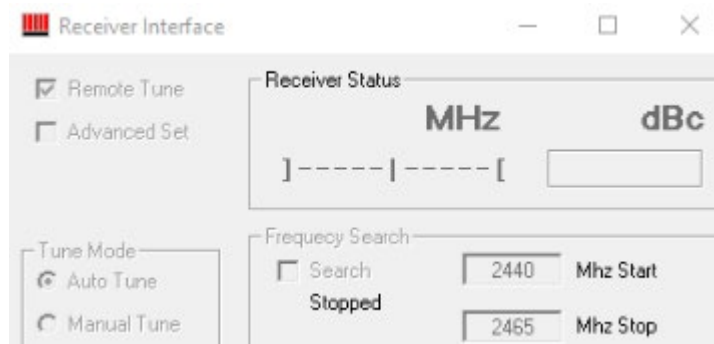 Receiver Interface
Remote Tune
Advanced Set
Receiver Status
MHz dBc
]-----|-----[
Tune Mode
Auto Tune
Manual Tune
Frequecy Search
Search
Stopped
2440 Mhz Start
2465 Mhz Stop